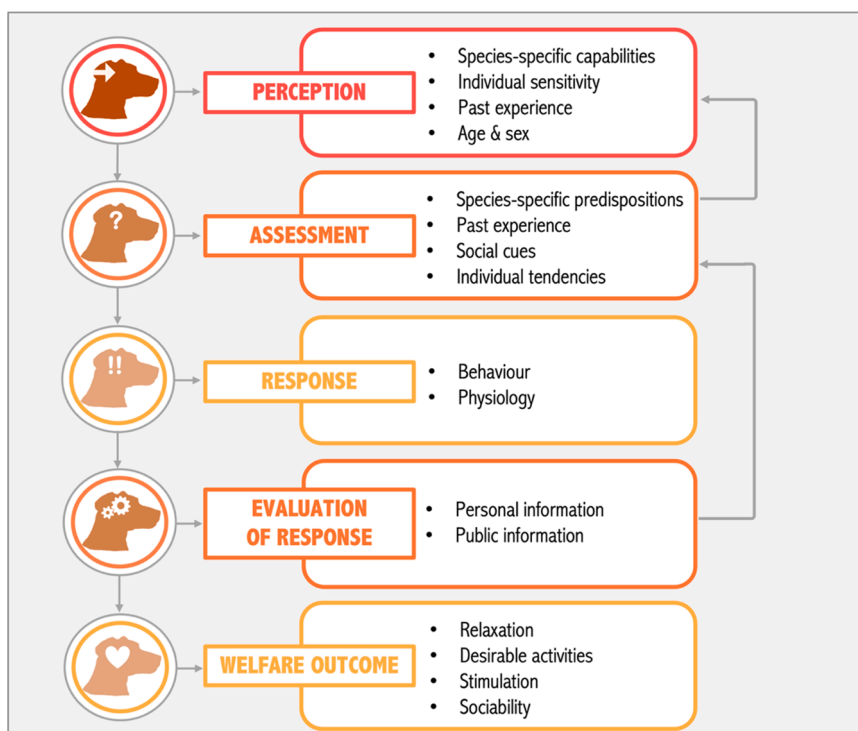 PERCEPTION
• Species-specific capabilities
• Individual sensitivity
• Past experience
• Age & sex
?
ASSESSMENT
• Species-specific predispositions
• Past experience
• Social cues
• Individual tendencies
!!
RESPONSE
• Behaviour
• Physiology
EVALUATION
OF RESPONSE
• Personal information
• Public information
WELFARE OUTCOME
• Relaxation
• Desirable activities
• Stimulation
• Sociability